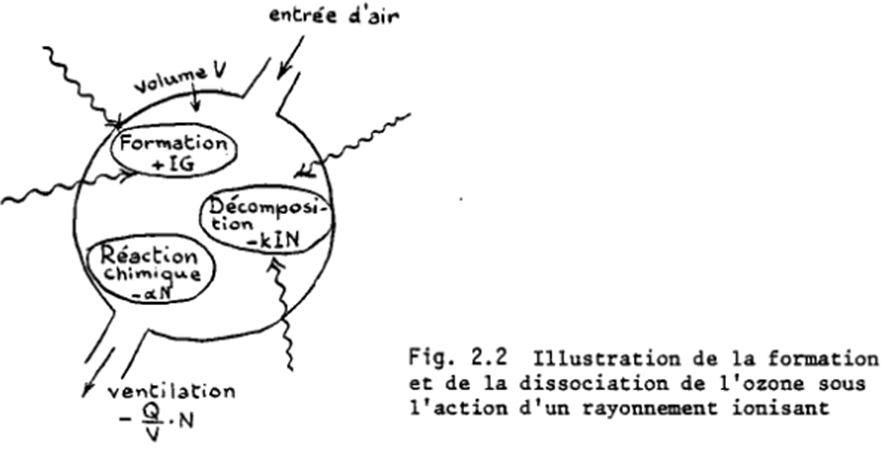 entrée d'air
volume V
Formation
+IG
Décomposi-
tion
-kIN
Réaction
chimique
-αN
ventilation
- Q/V · N
Fig. 2.2 Illustration de la formation
et de la dissociation de l'ozone sous
l'action d'un rayonnement ionisant